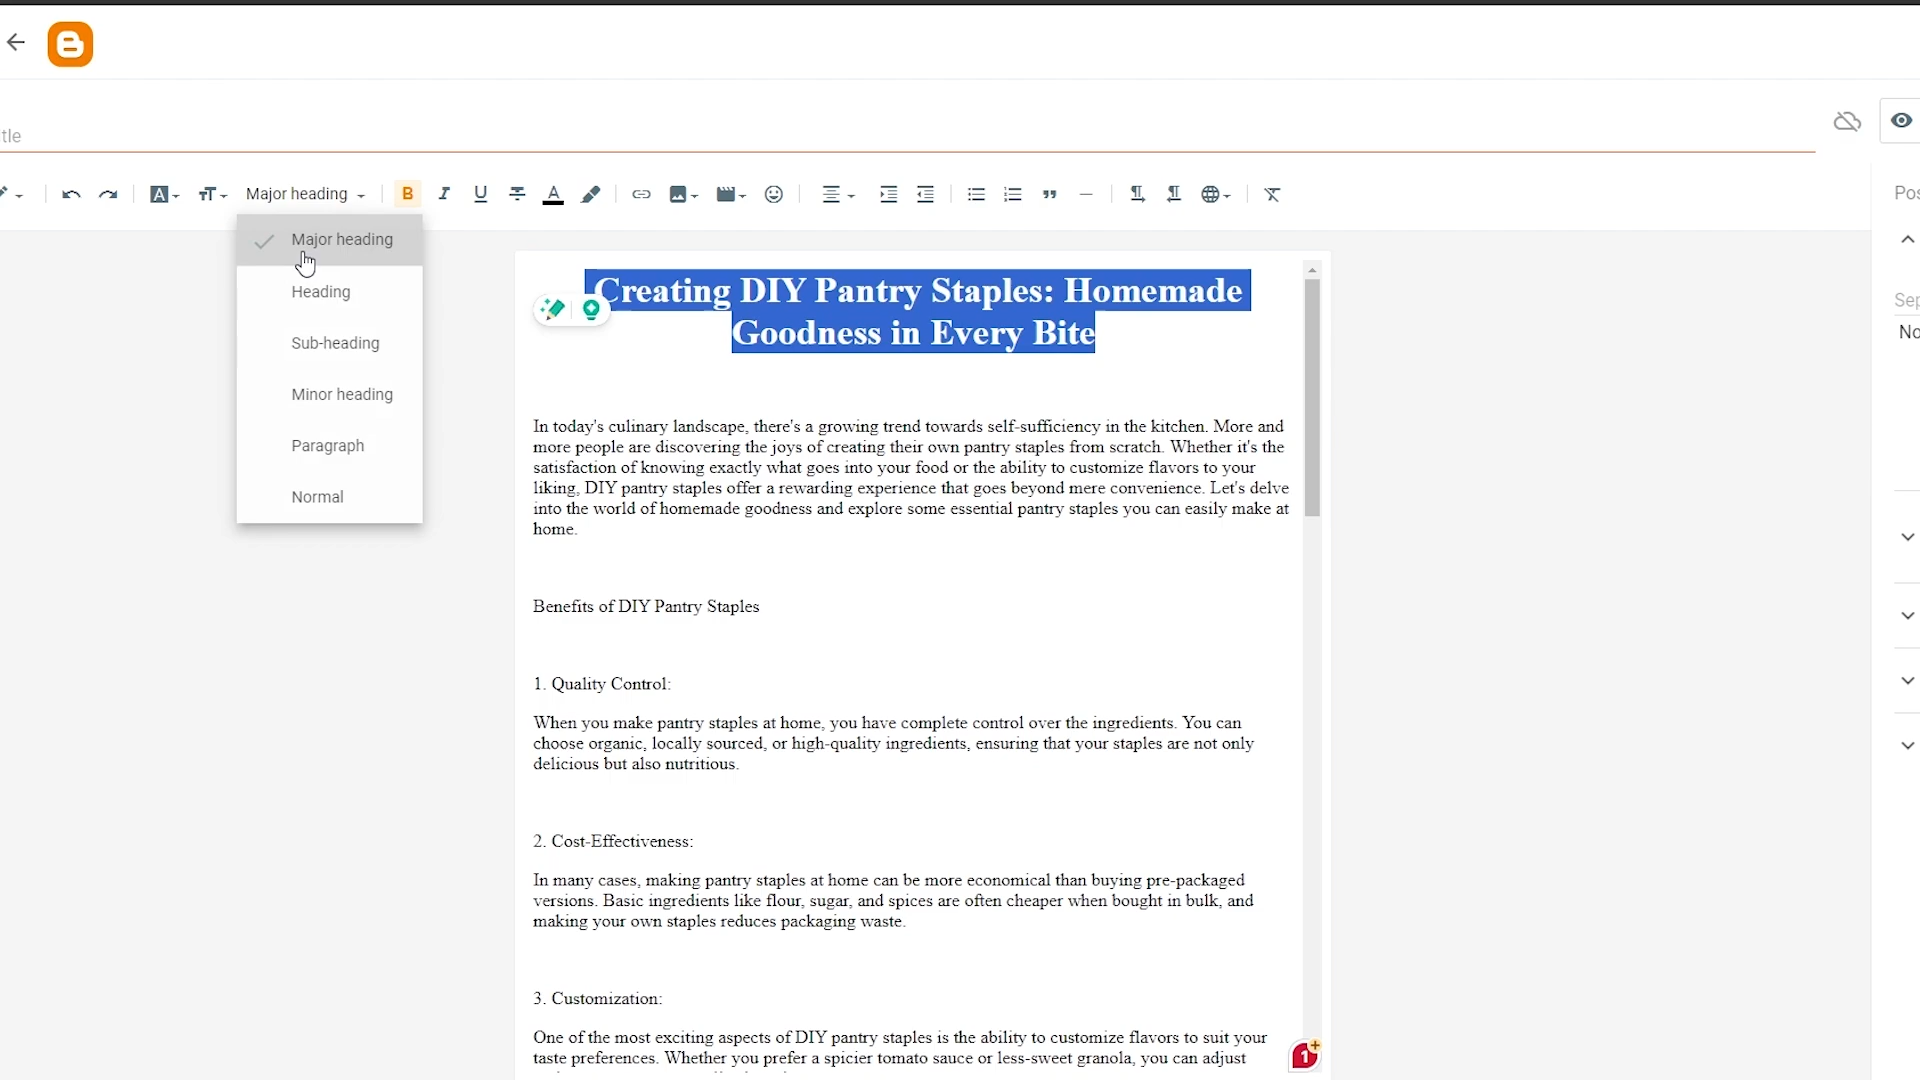 tle
Major heading
B
Pos
Major heading
Heading
Sub-heading
Minor heading
Paragraph
Normal
Creating DIY Pantry Staples: Homemade
Goodness in Every Bite
Sep
No
In today's culinary landscape, there's a growing trend towards self-sufficiency in the kitchen. More and
more people are discovering the joys of creating their own pantry staples from scratch. Whether it's the
satisfaction of knowing exactly what goes into your food or the ability to customize flavors to your
liking, DIY pantry staples offer a rewarding experience that goes beyond mere convenience. Let's delve
into the world of homemade goodness and explore some essential pantry staples you can easily make at
home.
Benefits of DIY Pantry Staples
1. Quality Control:
When you make pantry staples at home, you have complete control over the ingredients. You can
choose organic, locally sourced, or high-quality ingredients, ensuring that your staples are not only
delicious but also nutritious.
2. Cost-Effectiveness:
In many cases, making pantry staples at home can be more economical than buying pre-packaged
versions. Basic ingredients like flour, sugar, and spices are often cheaper when bought in bulk, and
making your own staples reduces packaging waste.
3. Customization:
One of the most exciting aspects of DIY pantry staples is the ability to customize flavors to suit your
taste preferences. Whether you prefer a spicier tomato sauce or less-sweet granola, you can adjust
1